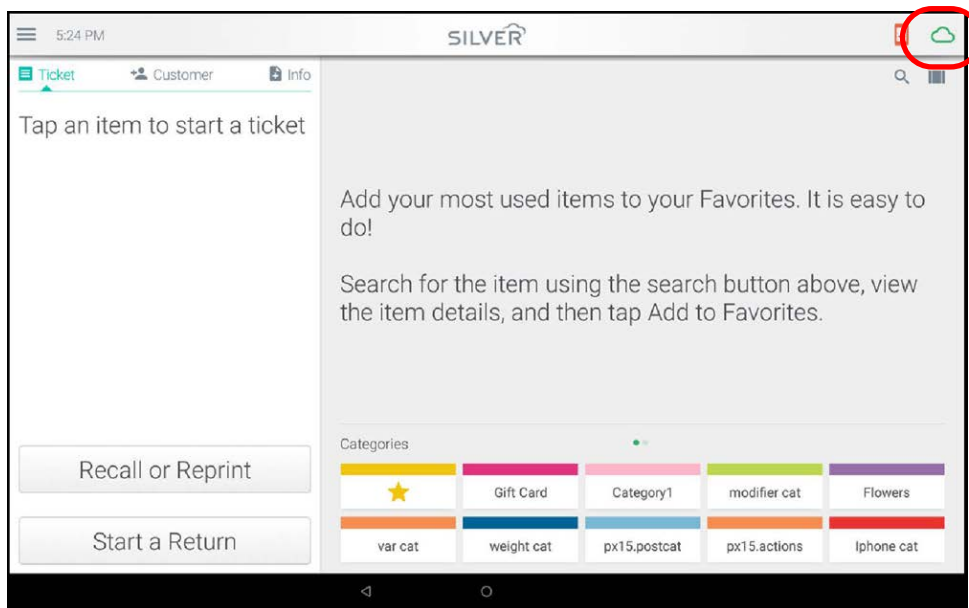 5:24 PM
SILVER
Ticket
Customer
Info
Tap an item to start a ticket
Add your most used items to your Favorites. It is easy to
do!
Search for the item using the search button above, view
the item details, and then tap Add to Favorites.
Recall or Reprint
Start a Return
Categories
Gift Card
Category1
modifier cat
Flowers
var cat
weight cat
px15.postcat
px15.actions
Iphone cat